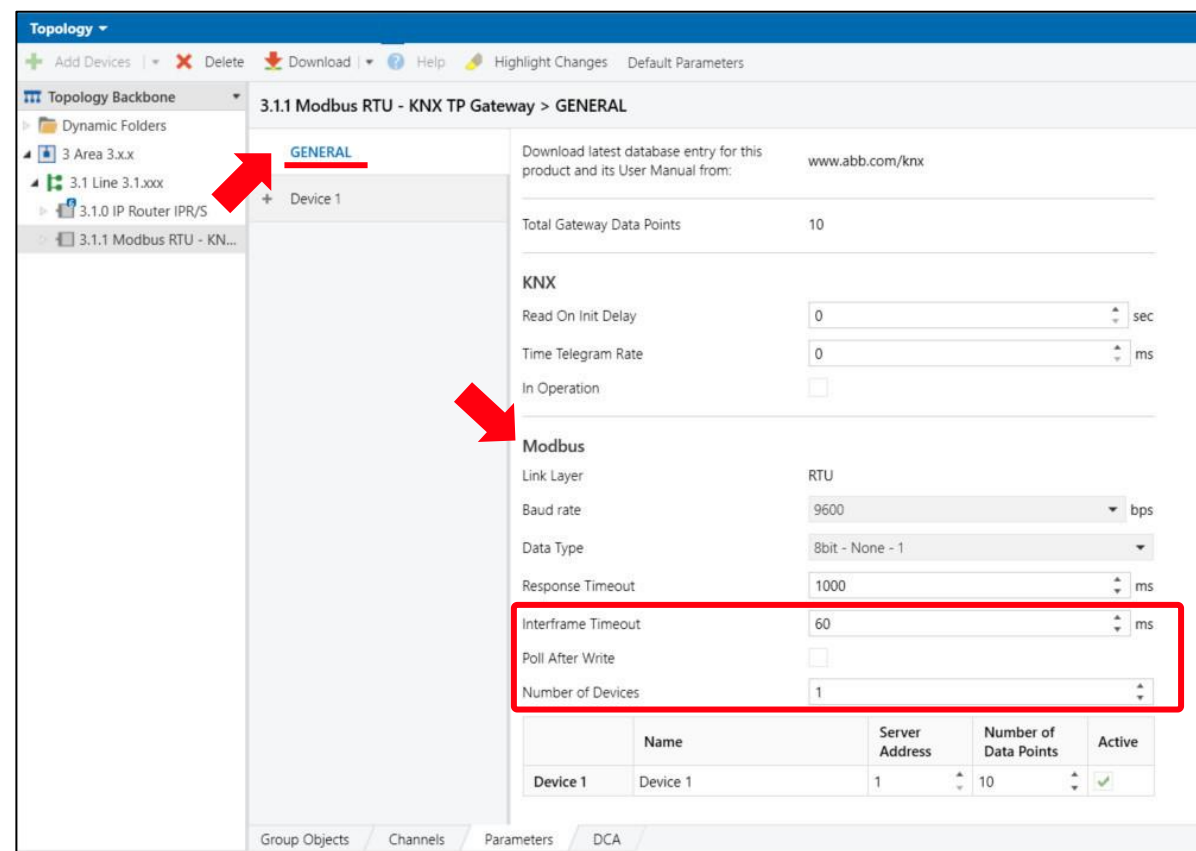 Topology
Add Devices Delete Download Help Highlight Changes Default Parameters
Topology Backbone
Dynamic Folders
3 Area 3.x.x
3.1 Line 3.1.xxx
3.1.0 IP Router IPR/S
3.1.1 Modbus RTU - KN...
3.1.1 Modbus RTU - KNX TP Gateway > GENERAL
GENERAL
+ Device 1
Download latest database entry for this
product and its User Manual from:
www.abb.com/knx
Total Gateway Data Points 10
KNX
Read On Init Delay 0 sec
Time Telegram Rate 0 ms
In Operation
Modbus
Link Layer RTU
Baud rate 9600 bps
Data Type 8bit - None - 1
Response Timeout 1000 ms
Interframe Timeout 60 ms
Poll After Write
Number of Devices 1
Name Server Address Number of Data Points Active
Device 1 Device 1 1 10
Group Objects Channels Parameters DCA